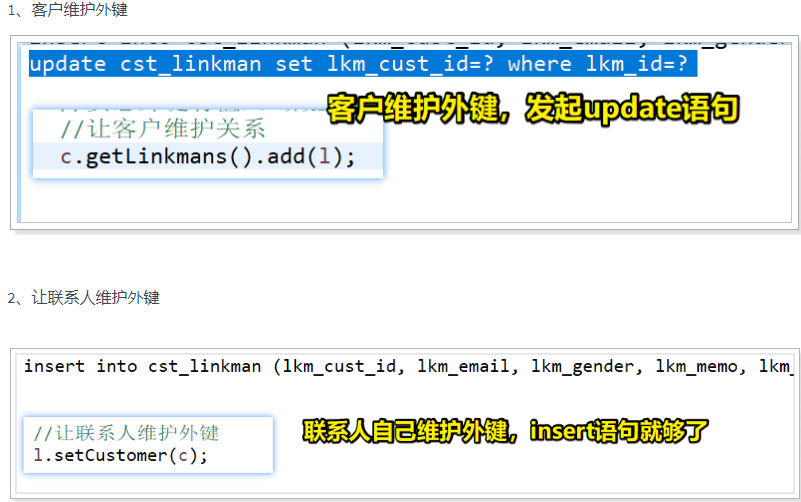 1、客户维护外键
update cst_linkman set lkm_cust_id=? where lkm_id=?
客户维护外键，发起update语句
//让客户维护关系
c.getLinkmans().add(l);
2、让联系人维护外键
insert into cst_linkman (lkm_cust_id, lkm_email, lkm_gender, lkm_memo, lkm_
//让联系人维护外键
联系人自己维护外键，insert语句就够了
l.setCustomer(c);